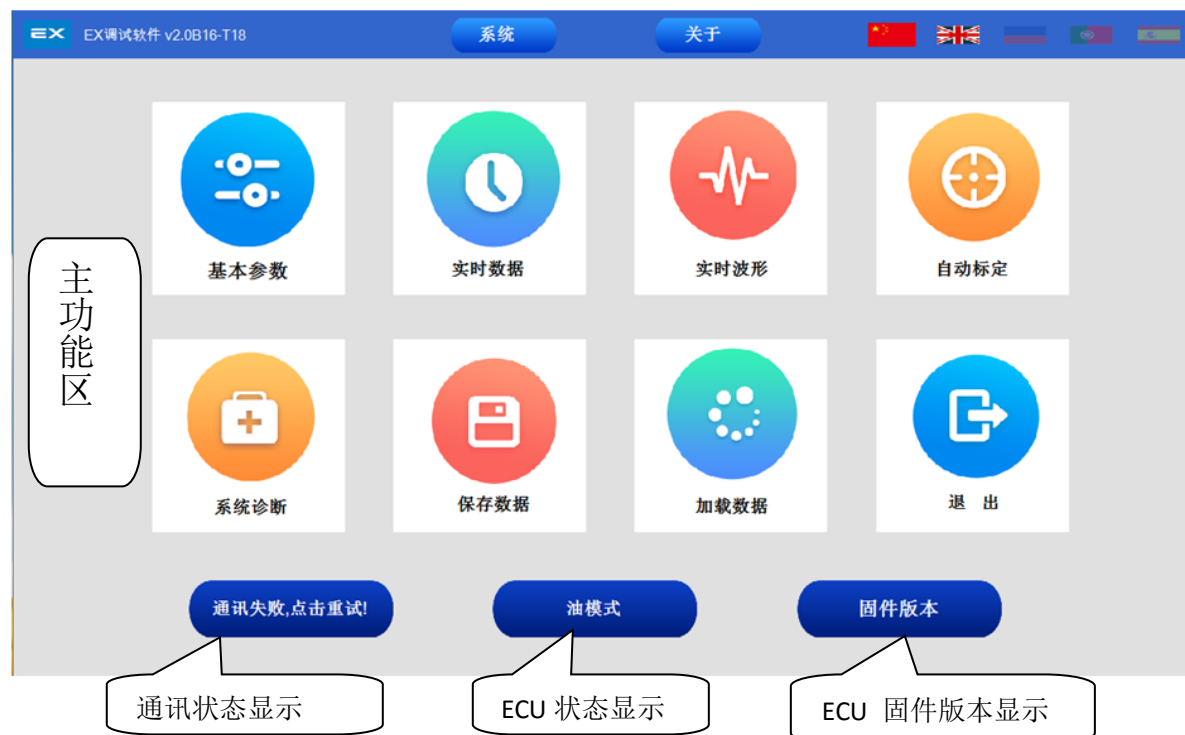 EX EX调试软件 v2.0B16-T18 系统 关于
基本参数 实时数据 实时波形 自动标定
主功能区
系统诊断 保存数据 加载数据 退 出
通讯失败,点击重试! 油模式 固件版本
通讯状态显示 ECU 状态显示 ECU 固件版本显示